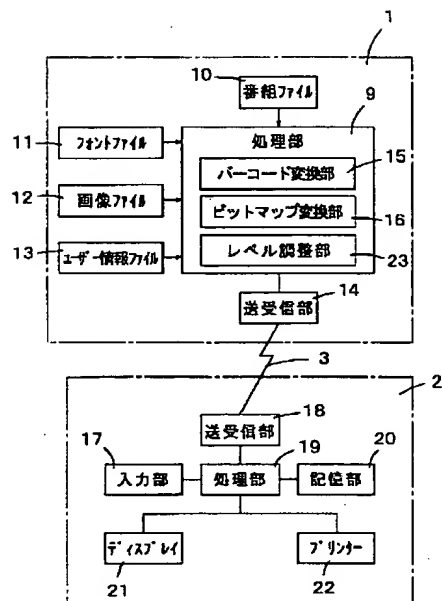 1
10
番組ファイル
9
11
フォントファイル
処理部
15
バーコード変換部
12
画像ファイル
ビットマップ変換部
16
13
ユーザー情報ファイル
レベル調整部
23
送受信部
14
3
2
送受信部
18
17
19
20
入力部
処理部
記憶部
ディスプレイ
プリンター
21
22